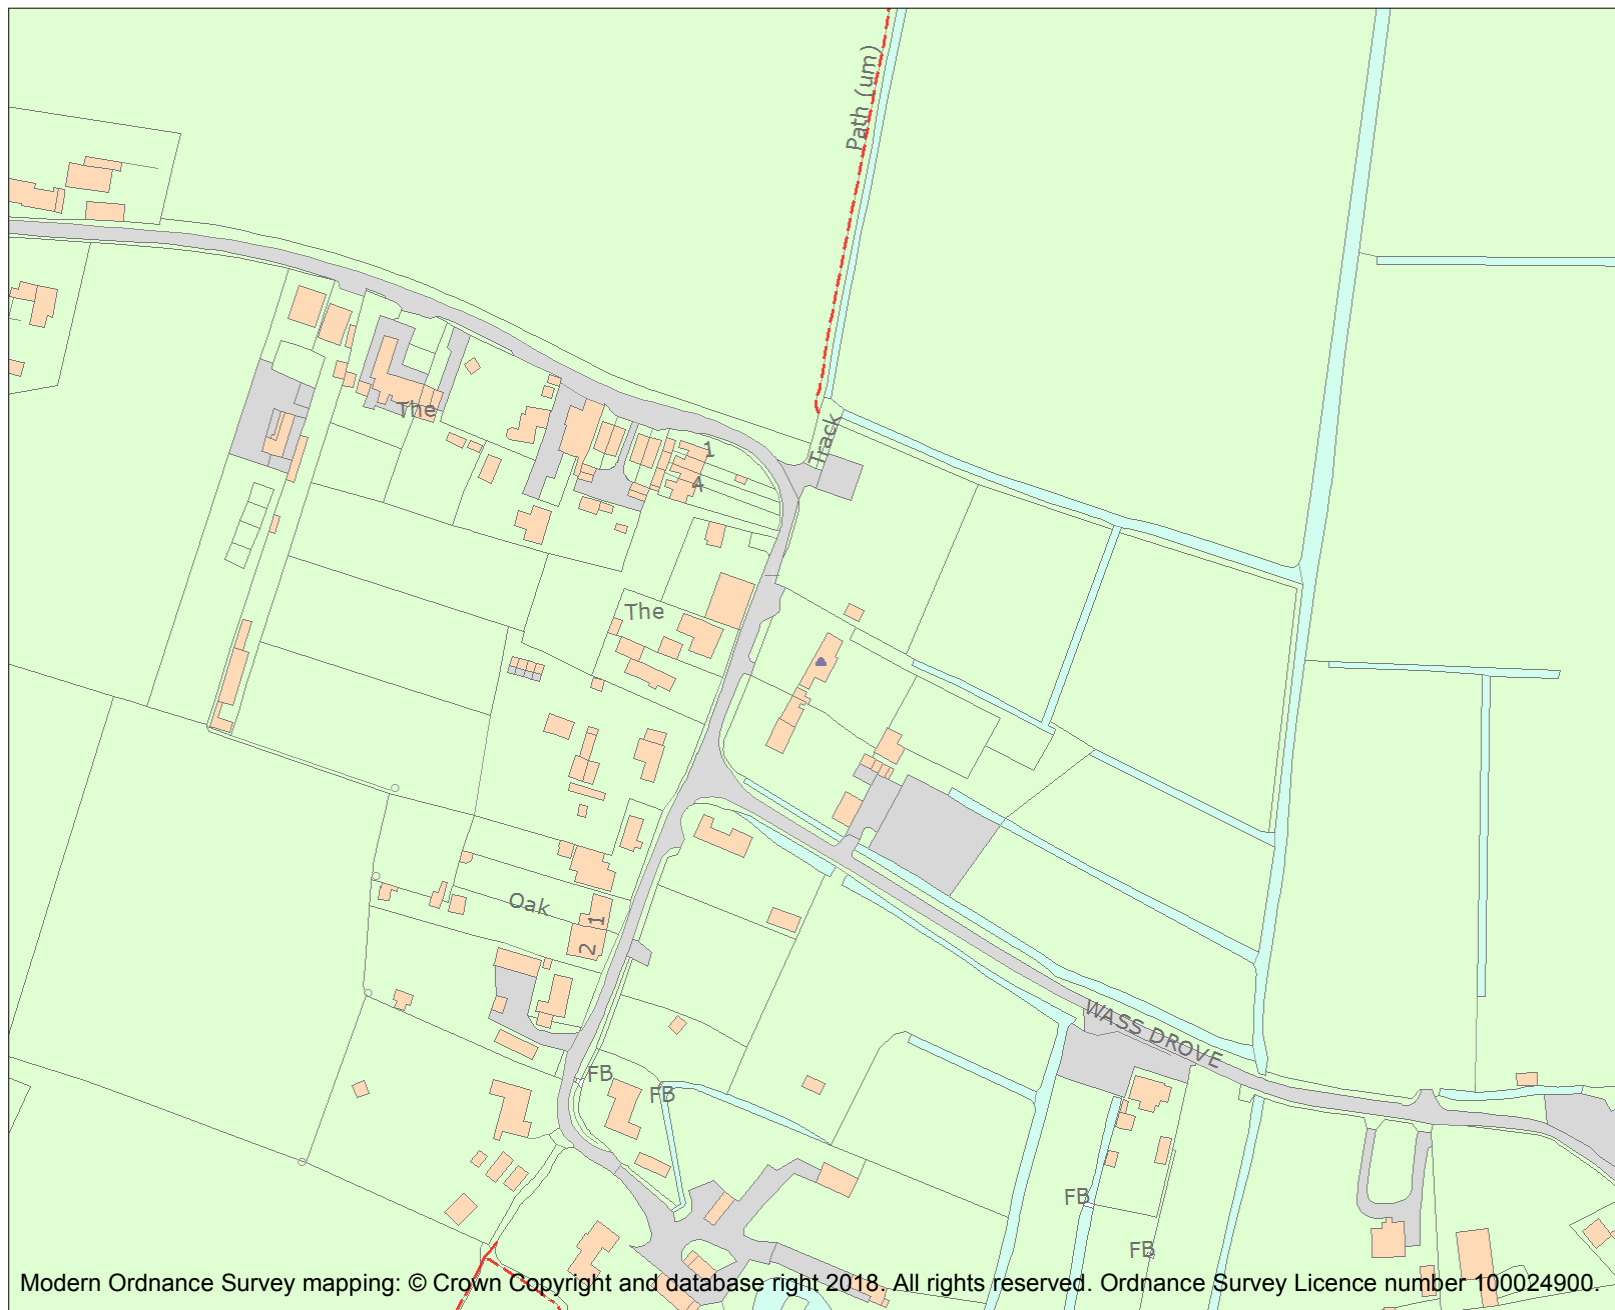 Path (um)
The
Track
1
4
The
Oak
1
2
WASS DROVE
FB
FB
FB
FB
Modern Ordnance Survey mapping: © Crown Copyright and database right 2018. All rights reserved. Ordnance Survey Licence number 100024900.